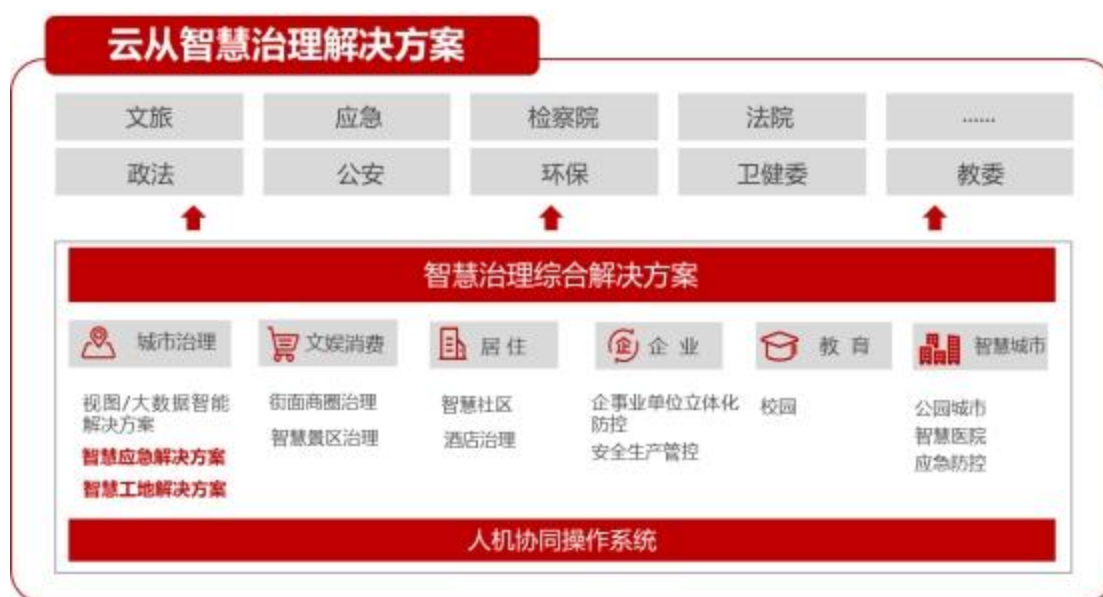 云从智慧治理解决方案
文旅 应急 检察院 法院 ......
政法 公安 环保 卫健委 教委
智慧治理综合解决方案
城市治理 文娱消费 居住 企业 教育 智慧城市
视图/大数据智能
解决方案
智慧应急解决方案
智慧工地解决方案
街面商圈治理
智慧景区治理
智慧社区
酒店治理
企事业单位立体化
防控
安全生产管控
校园
公园城市
智慧医院
应急防控
人机协同操作系统